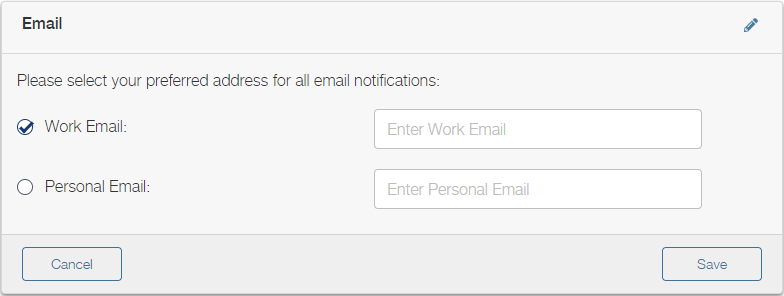 Email
Please select your preferred address for all email notifications:
Work Email: Enter Work Email
Personal Email: Enter Personal Email
Cancel Save